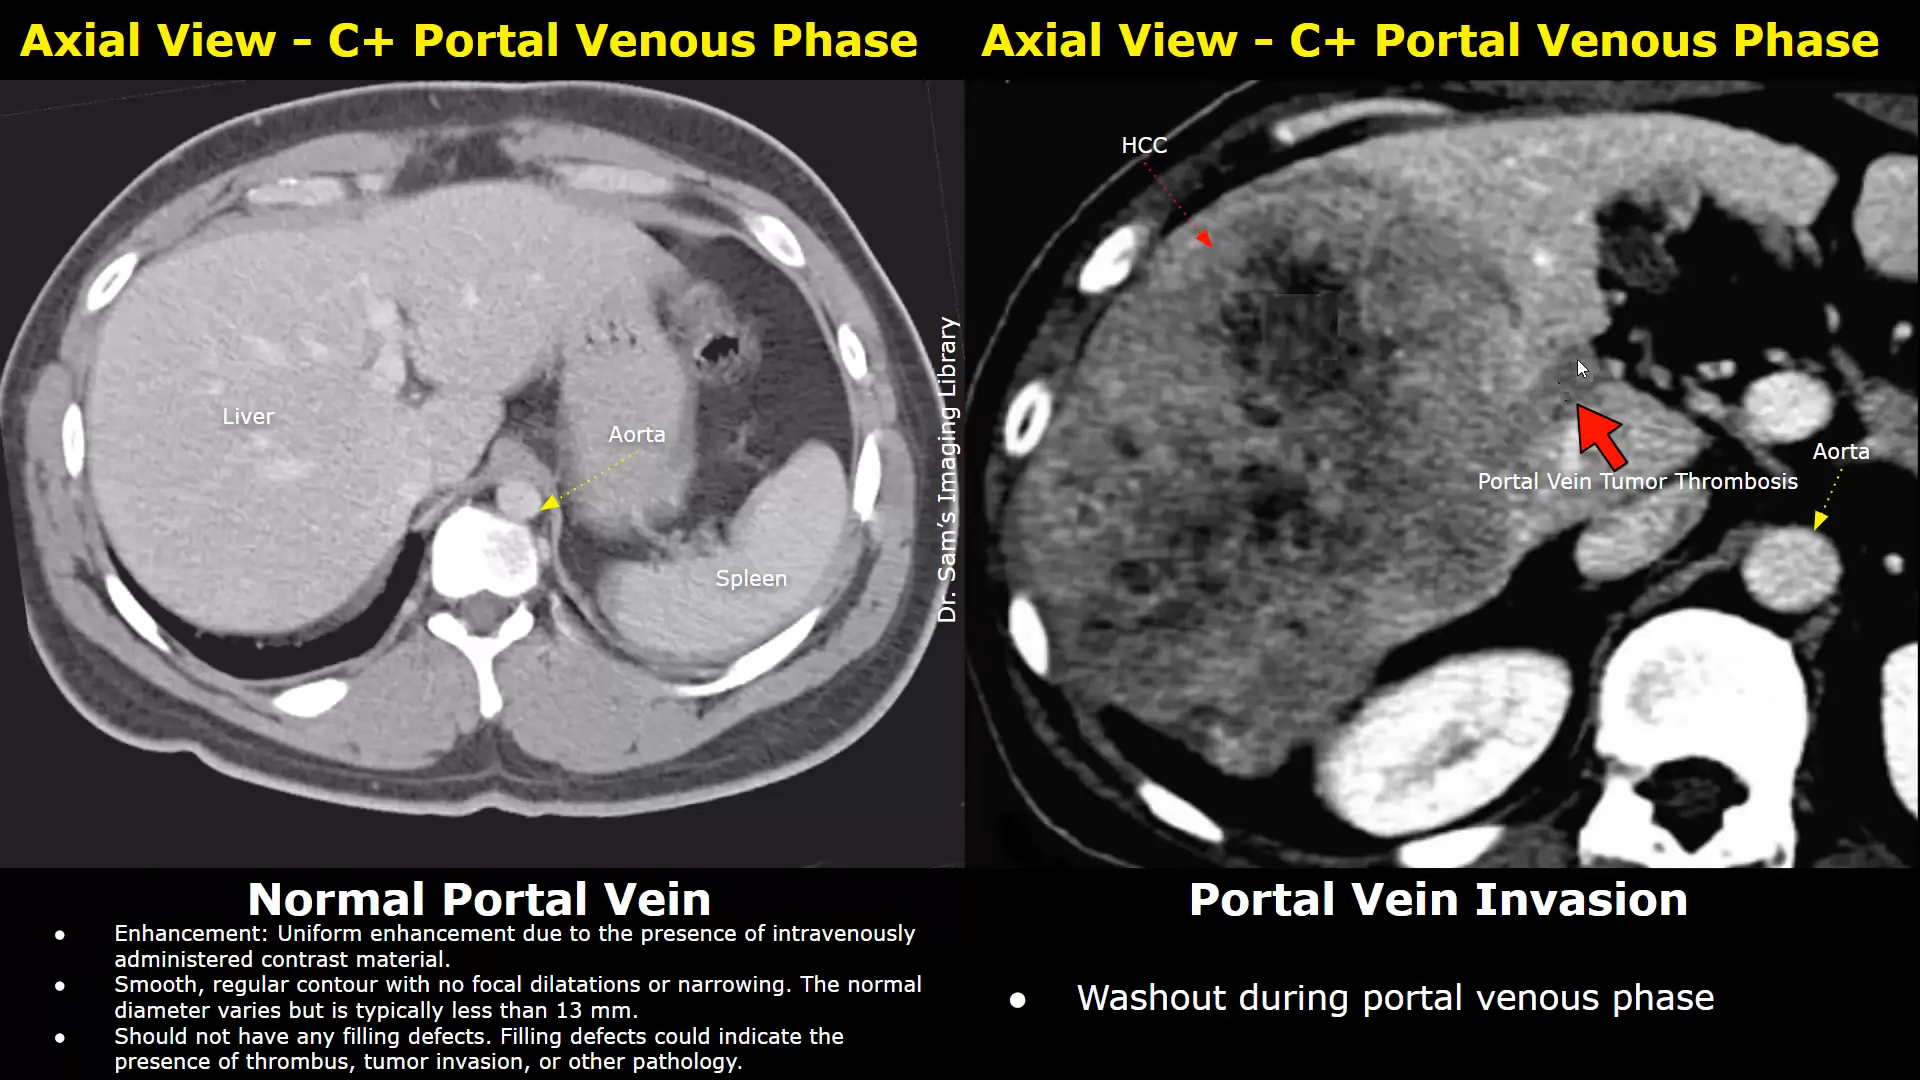 Axial View - C+ Portal Venous Phase
Liver
Aorta
Spleen
Dr. Sam's Imaging Library
Normal Portal Vein
● Enhancement: Uniform enhancement due to the presence of intravenously
administered contrast material.
● Smooth, regular contour with no focal dilatations or narrowing. The normal
diameter varies but is typically less than 13 mm.
● Should not have any filling defects. Filling defects could indicate the
presence of thrombus, tumor invasion, or other pathology.
Axial View - C+ Portal Venous Phase
HCC
Aorta
Portal Vein Tumor Thrombosis
Portal Vein Invasion
● Washout during portal venous phase